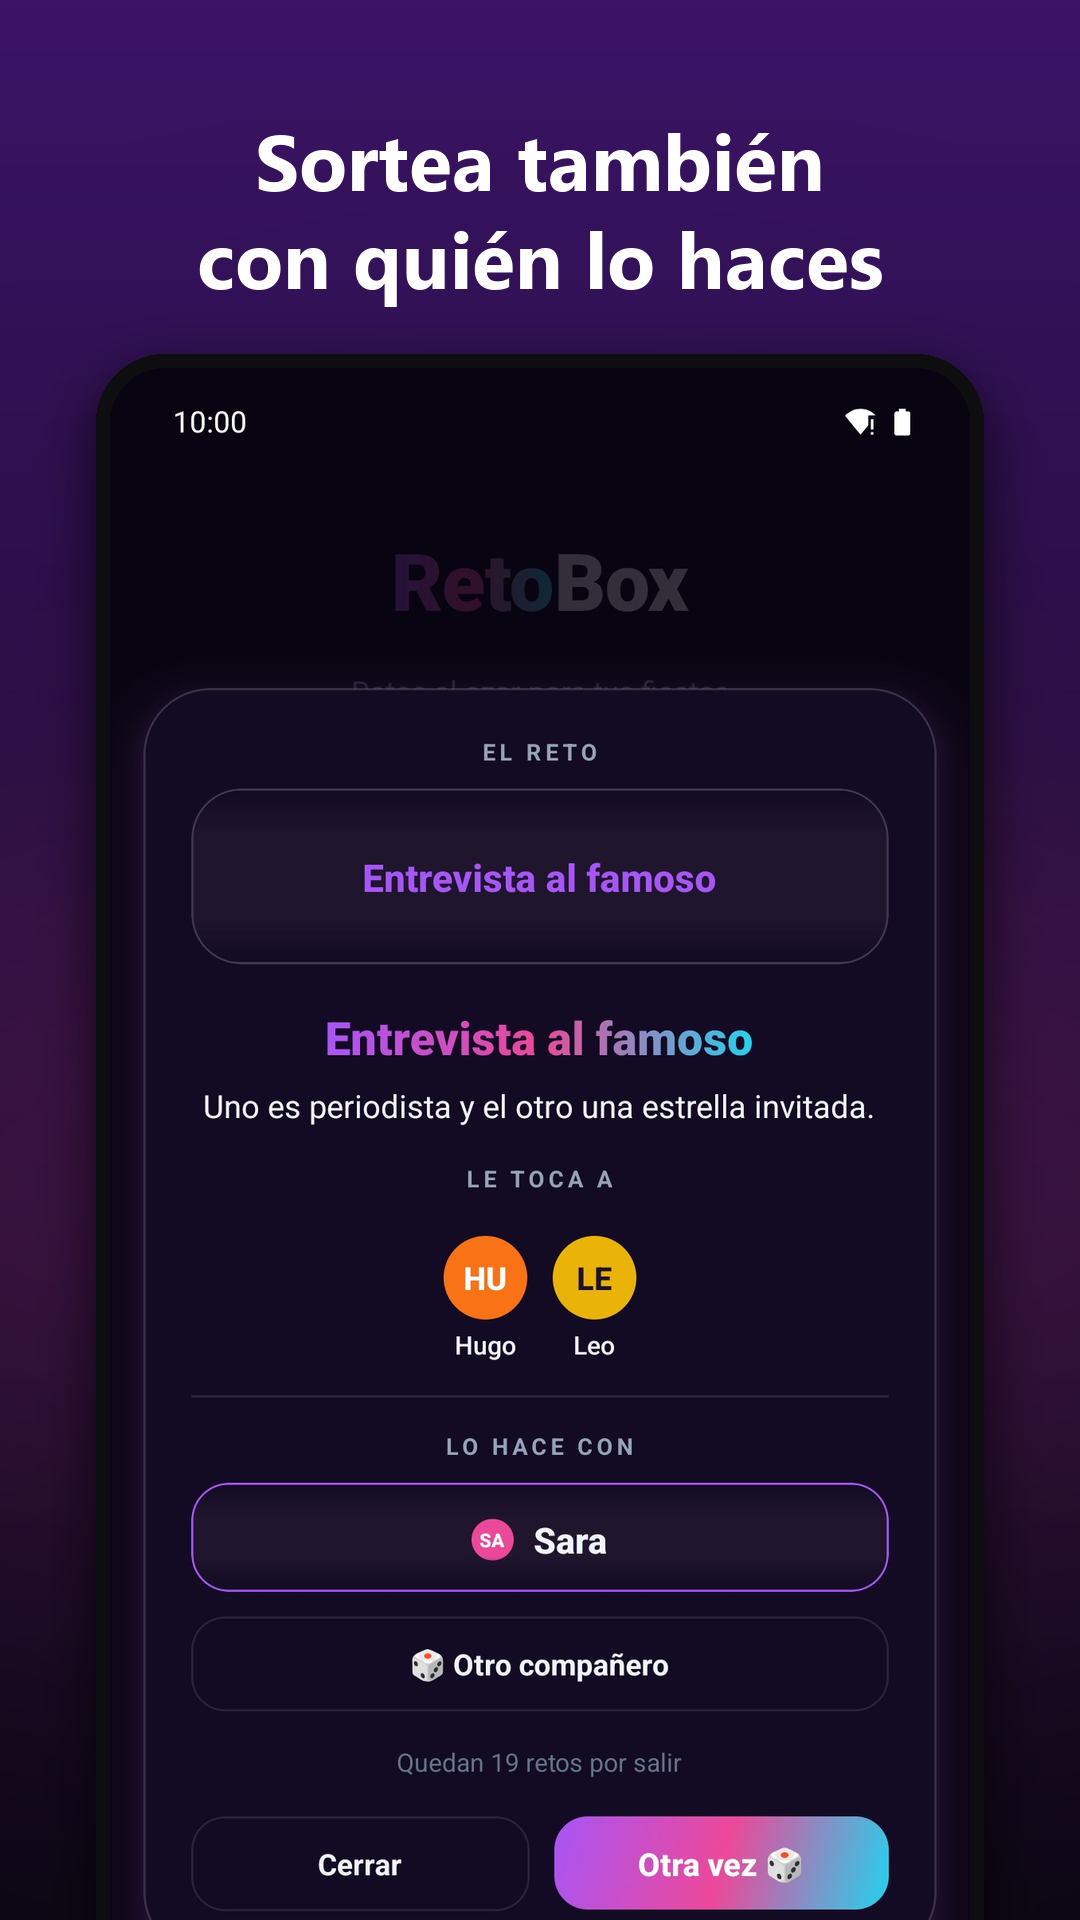 Sortea también
con quién lo haces
10:00
RetoBox
EL RETO
Entrevista al famoso
Entrevista al famoso
Uno es periodista y el otro una estrella invitada.
LE TOCA A
HU
LE
Hugo
Leo
LO HACE CON
SA
Sara
Otro compañero
Quedan 19 retos por salir
Cerrar
Otra vez